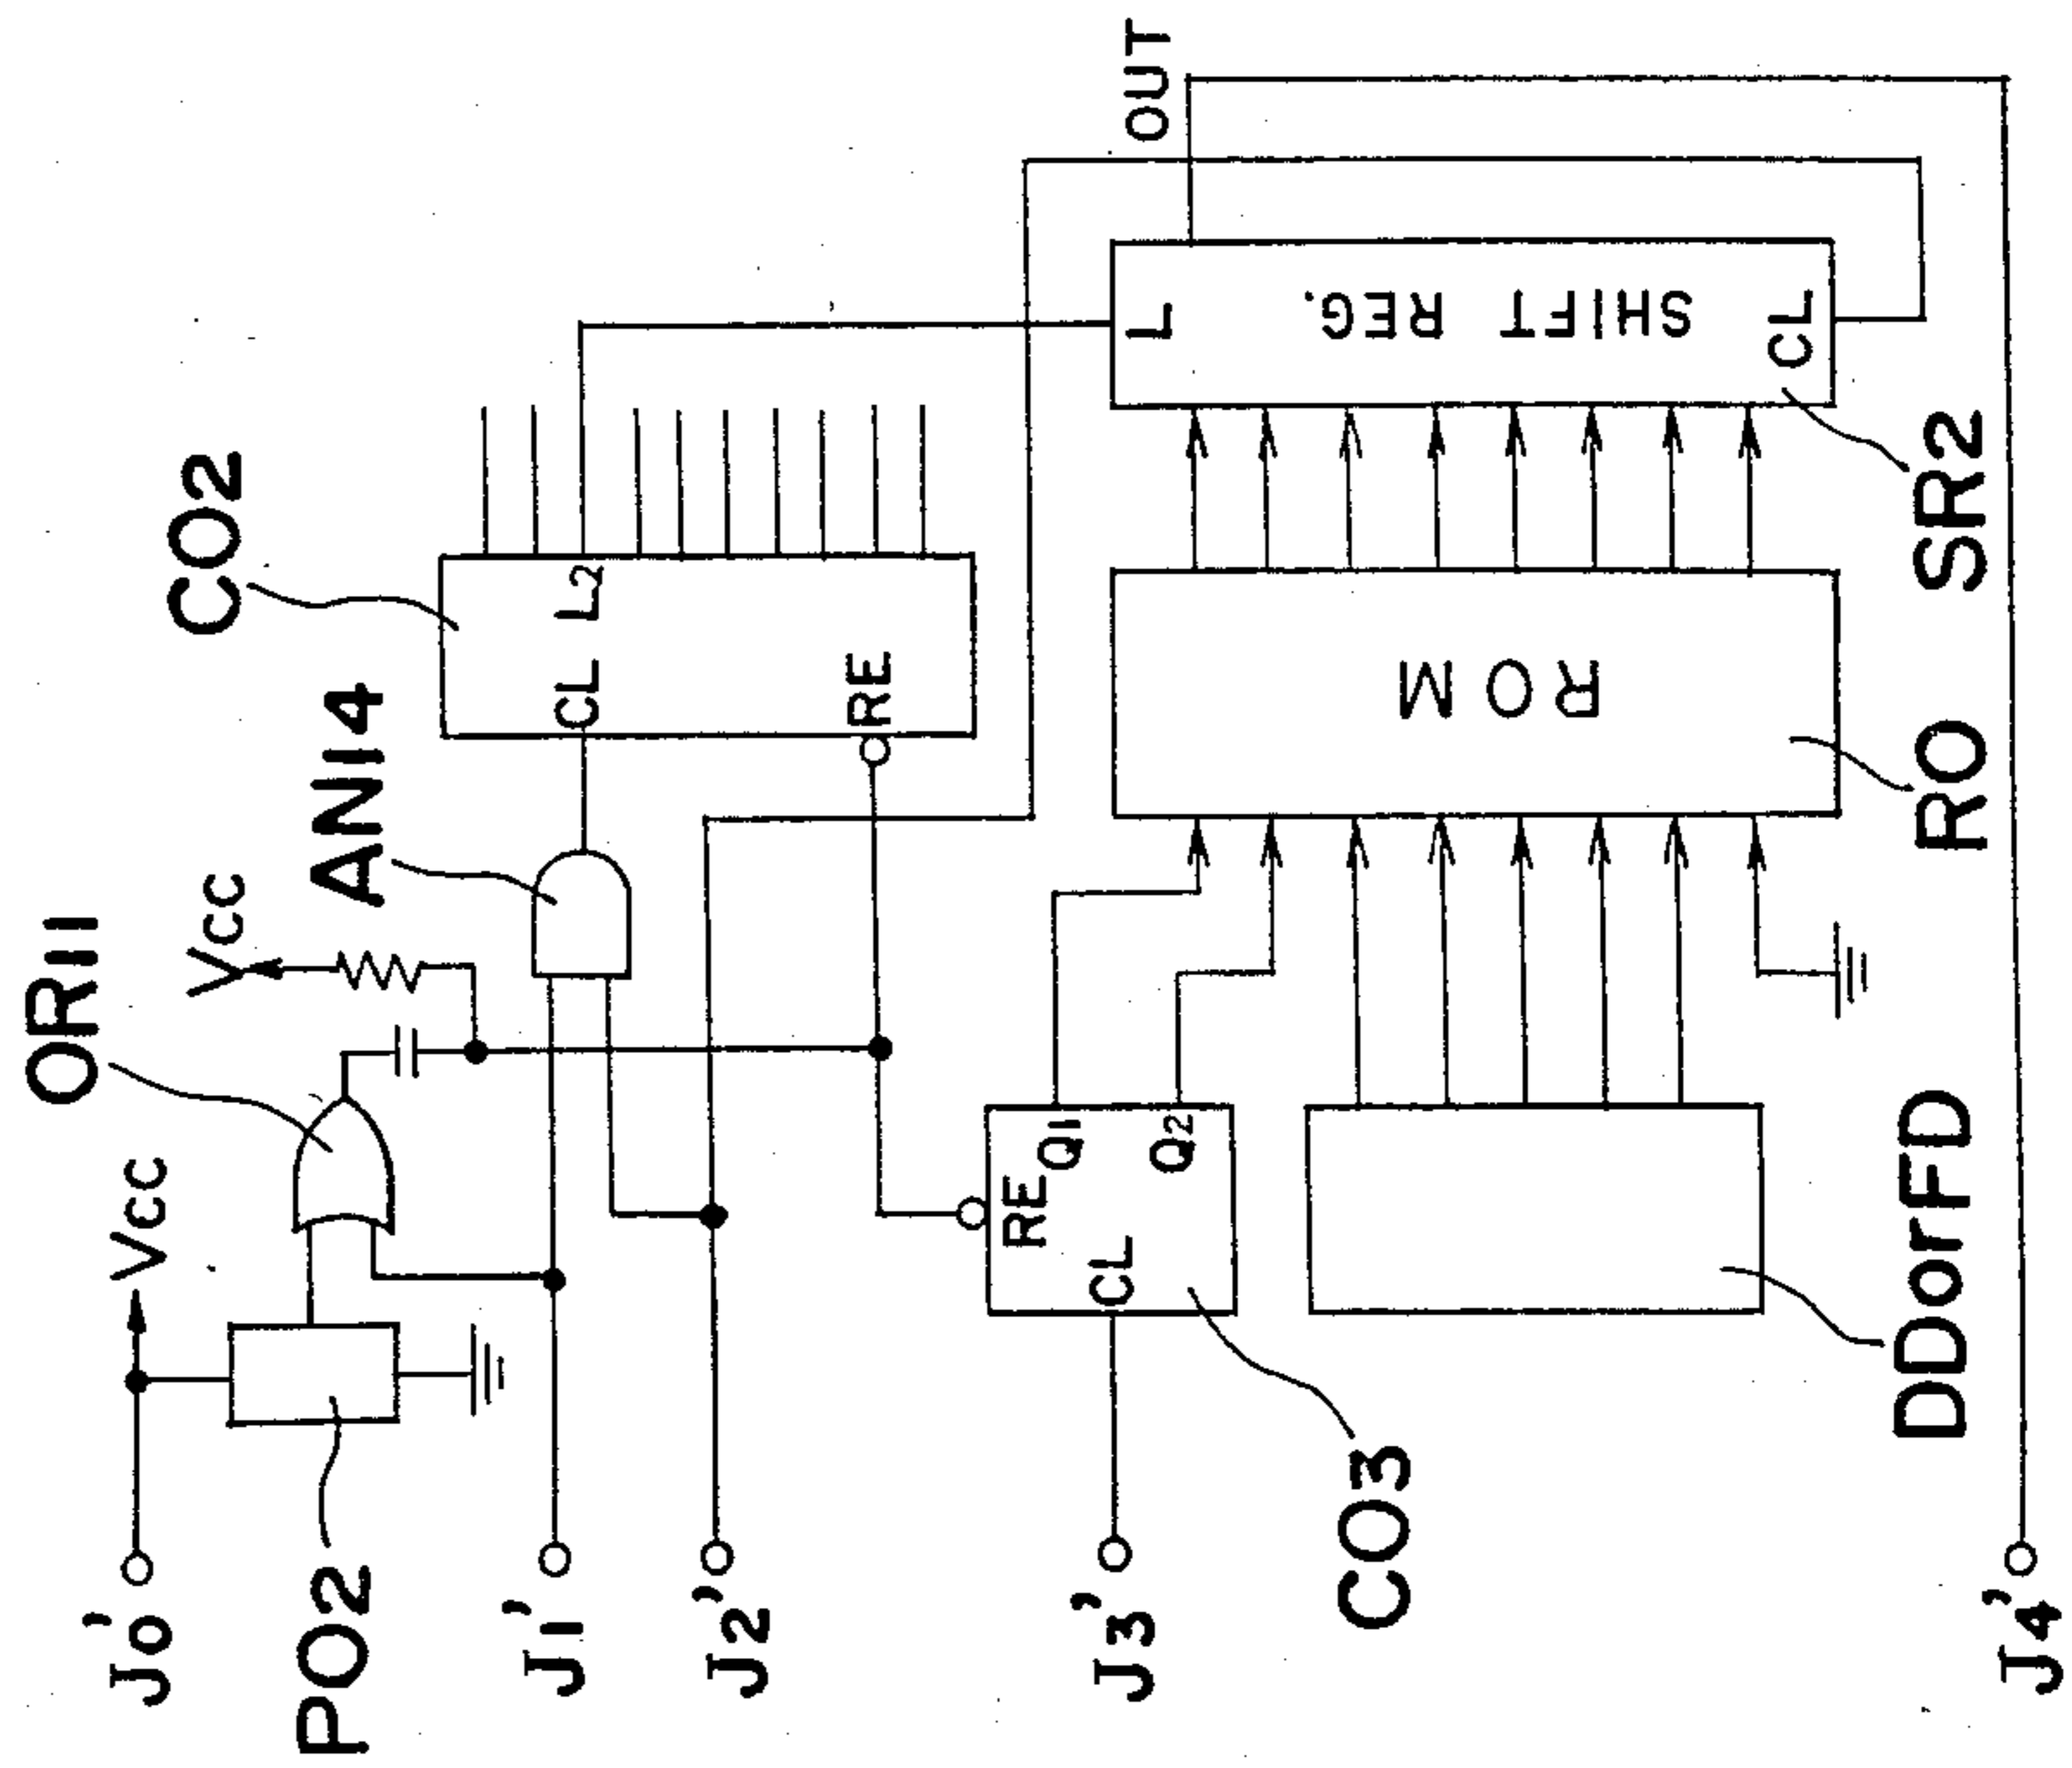 J0'
Vcc
PO2
OR11
Vcc
AN14
CO2
CL
L2
RE
J1'
J2'
J3'
CL
RE
Q1
Q2
CO3
DDorFD
ROM
RO
L
SHIFT REG.
CL
SR2
OUT
J4'